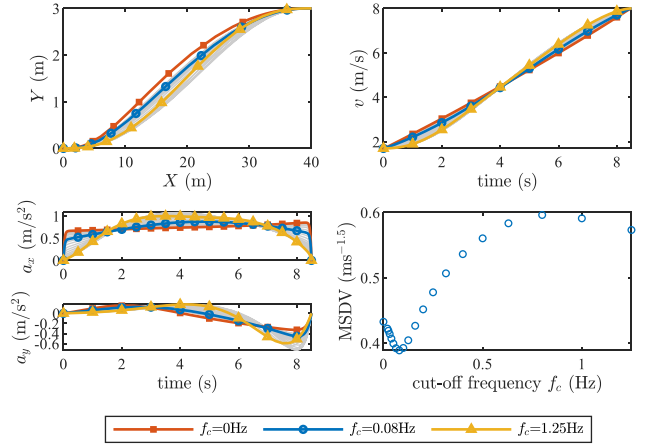 3
2
1
0
Y (m)
0 10 20 30 40
X (m)
8
6
4
2
v (m/s)
0 2 4 6 8
time (s)
1
0.5
0
a_x (m/s²)
0 2 4 6 8
-0.2
-0.4
-0.6
a_y (m/s²)
0 2 4 6 8
time (s)
0.6
0.5
0.4
MSDV (ms^-1.5)
0 0.5 1
cut-off frequency f_c (Hz)
f_c=0Hz f_c=0.08Hz f_c=1.25Hz